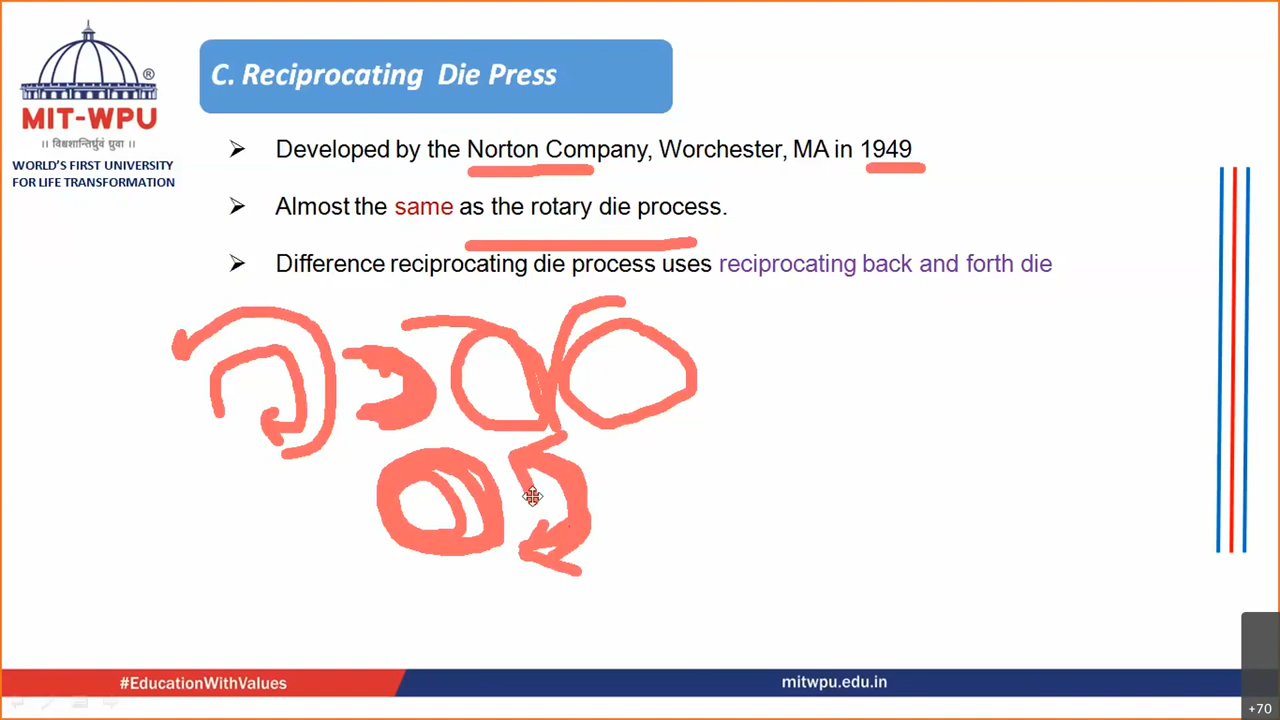 ®
MIT-WPU
|| विश्वशान्तिर्ध्रुवं ध्रुवा ||
WORLD'S FIRST UNIVERSITY
FOR LIFE TRANSFORMATION
C. Reciprocating Die Press
➢ Developed by the Norton Company, Worchester, MA in 1949
➢ Almost the same as the rotary die process.
➢ Difference reciprocating die process uses reciprocating back and forth die
#EducationWithValues
mitwpu.edu.in
+70